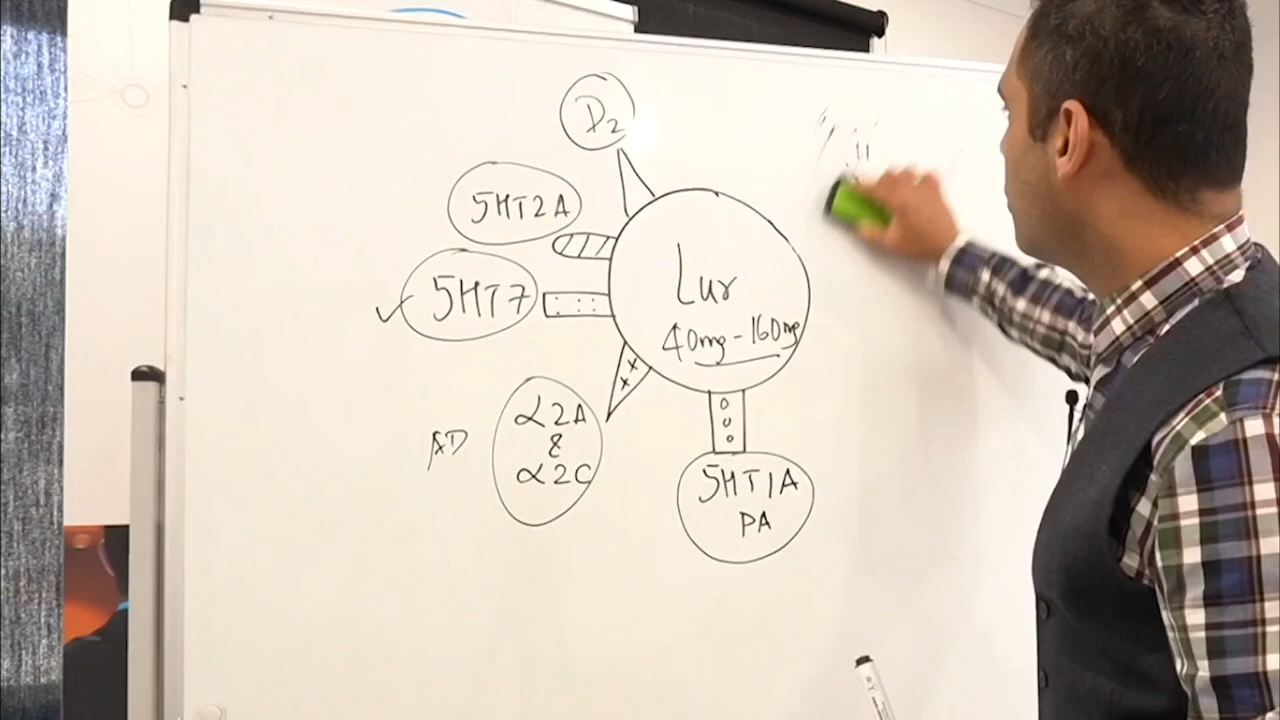 D2
5HT2A
5HT7
Lur
40mg - 160mg
α2A
&
α2C
AD
5HT1A
PA